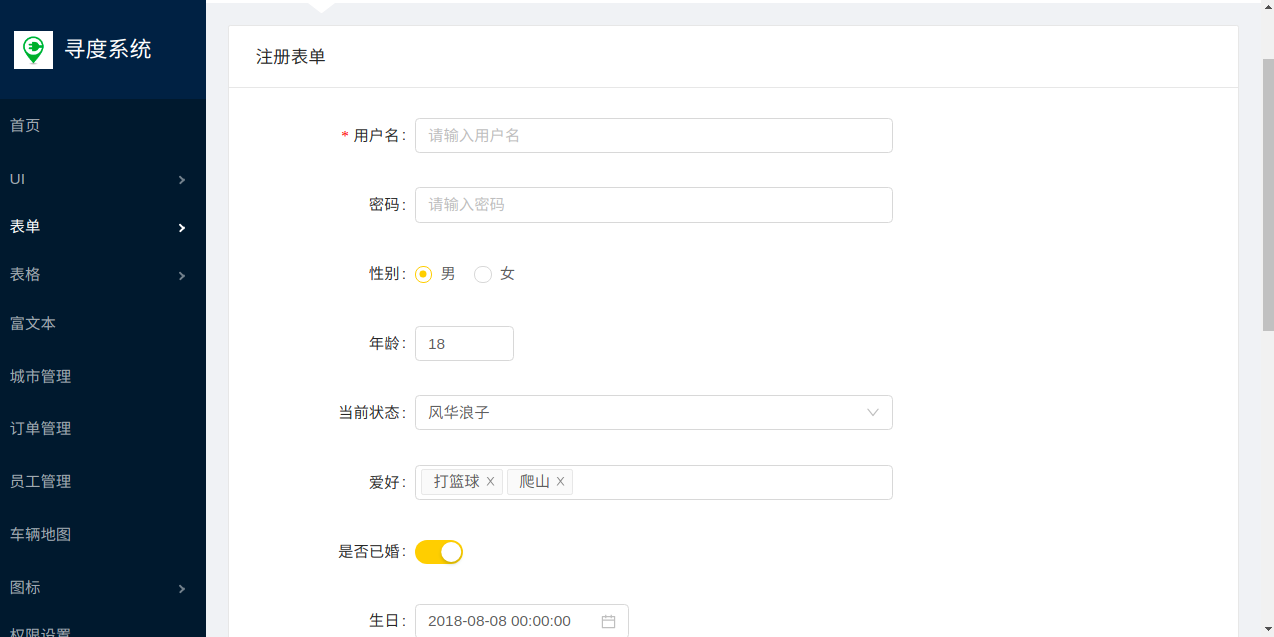 寻度系统
首页
UI
表单
表格
富文本
城市管理
订单管理
员工管理
车辆地图
图标
权限设置
注册表单
* 用户名: 请输入用户名
密码: 请输入密码
性别: 男 女
年龄: 18
当前状态: 风华浪子
爱好: 打篮球 X 爬山 X
是否已婚:
生日: 2018-08-08 00:00:00